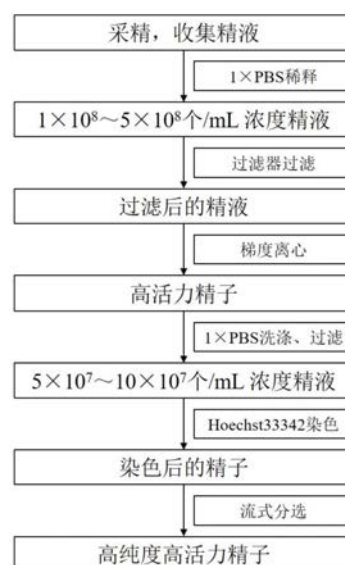 采精，收集精液
1×PBS稀释
1×10⁸～5×10⁸个/mL 浓度精液
过滤器过滤
过滤后的精液
梯度离心
高活力精子
1×PBS洗涤、过滤
5×10⁷～10×10⁷个/mL 浓度精液
Hoechst33342染色
染色后的精子
流式分选
高纯度高活力精子